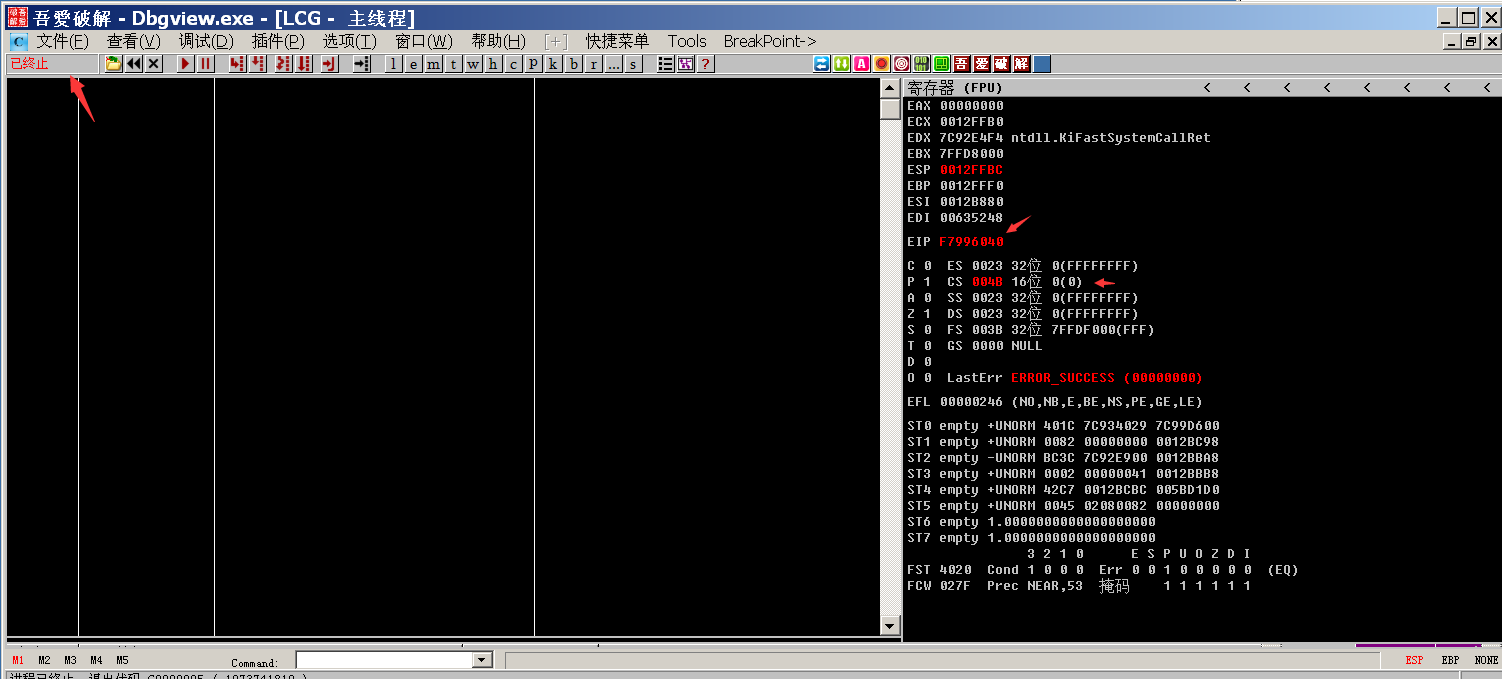 吾愛破解 - Dbgview.exe - [LCG - 主线程]
C 文件(F) 查看(V) 调试(D) 插件(P) 选项(T) 窗口(W) 帮助(H) [+] 快捷菜单 Tools BreakPoint->
已终止 l e m t w h c p k b r ... s ? A 吾 爱 破 解
寄存器 (FPU) < < < < < < < <
EAX 00000000
ECX 0012FFB0
EDX 7C92E4F4 ntdll.KiFastSystemCallRet
EBX 7FFD8000
ESP 0012FFBC
EBP 0012FFF0
ESI 0012B880
EDI 00635248
EIP F7996040
C 0 ES 0023 32位 0(FFFFFFFF)
P 1 CS 004B 16位 0(0)
A 0 SS 0023 32位 0(FFFFFFFF)
Z 1 DS 0023 32位 0(FFFFFFFF)
S 0 FS 003B 32位 7FFDF000(FFF)
T 0 GS 0000 NULL
D 0
O 0 LastErr ERROR_SUCCESS (00000000)
EFL 00000246 (NO,NB,E,BE,NS,PE,GE,LE)
ST0 empty +UNORM 401C 7C934029 7C99D600
ST1 empty +UNORM 0082 00000000 0012BC98
ST2 empty -UNORM BC3C 7C92E900 0012BBA8
ST3 empty +UNORM 0002 00000041 0012BBB8
ST4 empty +UNORM 42C7 0012BCBC 005BD1D0
ST5 empty +UNORM 0045 02080082 00000000
ST6 empty 1.0000000000000000000
ST7 empty 1.0000000000000000000
3 2 1 0 E S P U O Z D I
FST 4020 Cond 1 0 0 0 Err 0 0 1 0 0 0 0 0 (EQ)
FCW 027F Prec NEAR,53 掩码 1 1 1 1 1 1
M1 M2 M3 M4 M5 Command: ESP EBP NONE
进程已终止